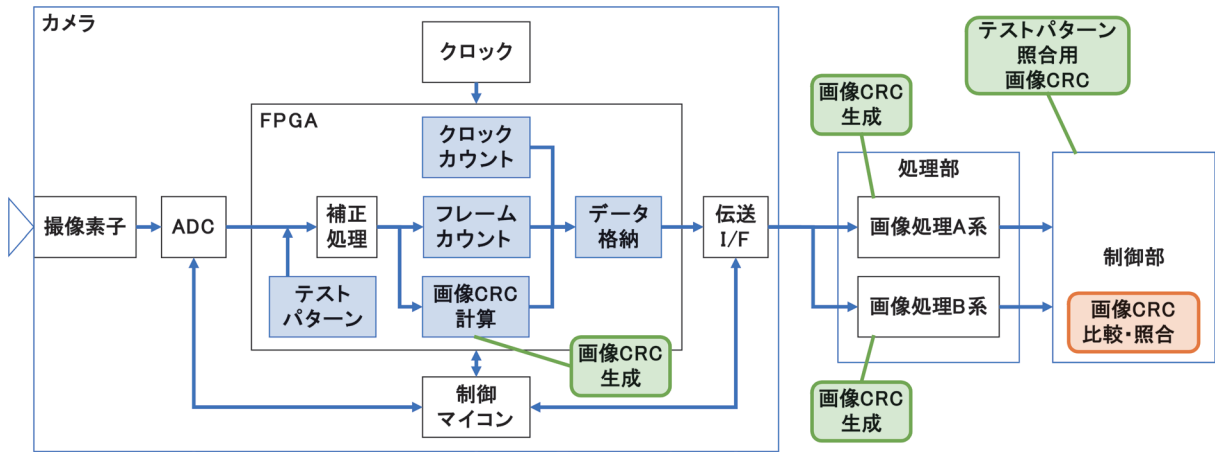 カメラ
クロック
FPGA
クロック
カウント
撮像素子
ADC
補正
処理
フレーム
カウント
データ
格納
伝送
I/F
テスト
パターン
画像CRC
計算
画像CRC
生成
制御
マイコン
画像CRC
生成
処理部
画像処理A系
画像処理B系
画像CRC
生成
テストパターン
照合用
画像CRC
制御部
画像CRC
比較・照合